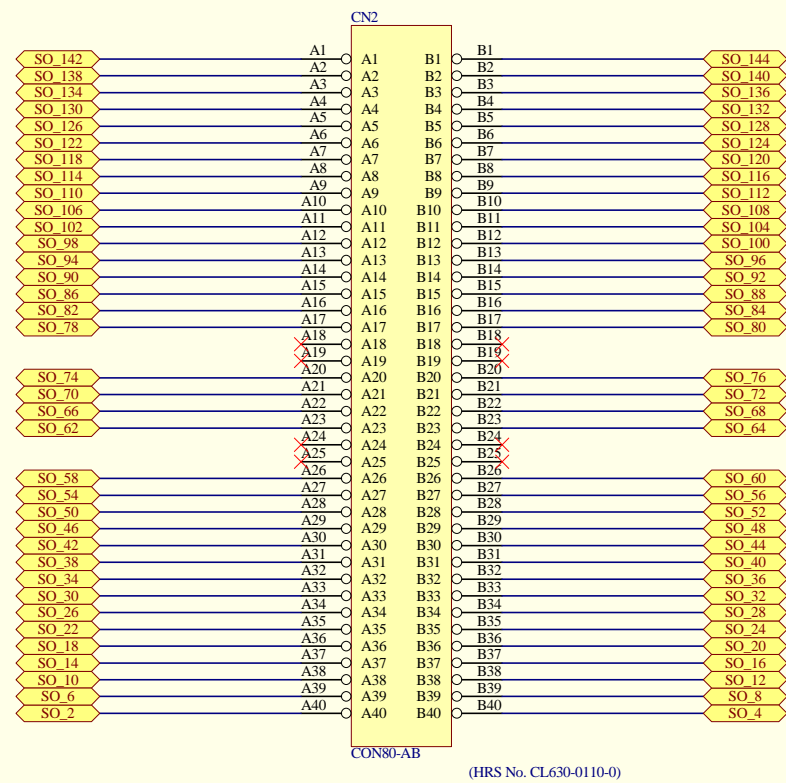 CN2
SO_142 A1 A1 B1 B1 SO_144
SO_138 A2 A2 B2 B2 SO_140
SO_134 A3 A3 B3 B3 SO_136
SO_130 A4 A4 B4 B4 SO_132
SO_126 A5 A5 B5 B5 SO_128
SO_122 A6 A6 B6 B6 SO_124
SO_118 A7 A7 B7 B7 SO_120
SO_114 A8 A8 B8 B8 SO_116
SO_110 A9 A9 B9 B9 SO_112
SO_106 A10 A10 B10 B10 SO_108
SO_102 A11 A11 B11 B11 SO_104
SO_98 A12 A12 B12 B12 SO_100
SO_94 A13 A13 B13 B13 SO_96
SO_90 A14 A14 B14 B14 SO_92
SO_86 A15 A15 B15 B15 SO_88
SO_82 A16 A16 B16 B16 SO_84
SO_78 A17 A17 B17 B17 SO_80
A18 A18 B18 B18
A19 A19 B19 B19
SO_74 A20 A20 B20 B20 SO_76
SO_70 A21 A21 B21 B21 SO_72
SO_66 A22 A22 B22 B22 SO_68
SO_62 A23 A23 B23 B23 SO_64
A24 A24 B24 B24
A25 A25 B25 B25
SO_58 A26 A26 B26 B26 SO_60
SO_54 A27 A27 B27 B27 SO_56
SO_50 A28 A28 B28 B28 SO_52
SO_46 A29 A29 B29 B29 SO_48
SO_42 A30 A30 B30 B30 SO_44
SO_38 A31 A31 B31 B31 SO_40
SO_34 A32 A32 B32 B32 SO_36
SO_30 A33 A33 B33 B33 SO_32
SO_26 A34 A34 B34 B34 SO_28
SO_22 A35 A35 B35 B35 SO_24
SO_18 A36 A36 B36 B36 SO_20
SO_14 A37 A37 B37 B37 SO_16
SO_10 A38 A38 B38 B38 SO_12
SO_6 A39 A39 B39 B39 SO_8
SO_2 A40 A40 B40 B40 SO_4
CON80-AB
(HRS No. CL630-0110-0)